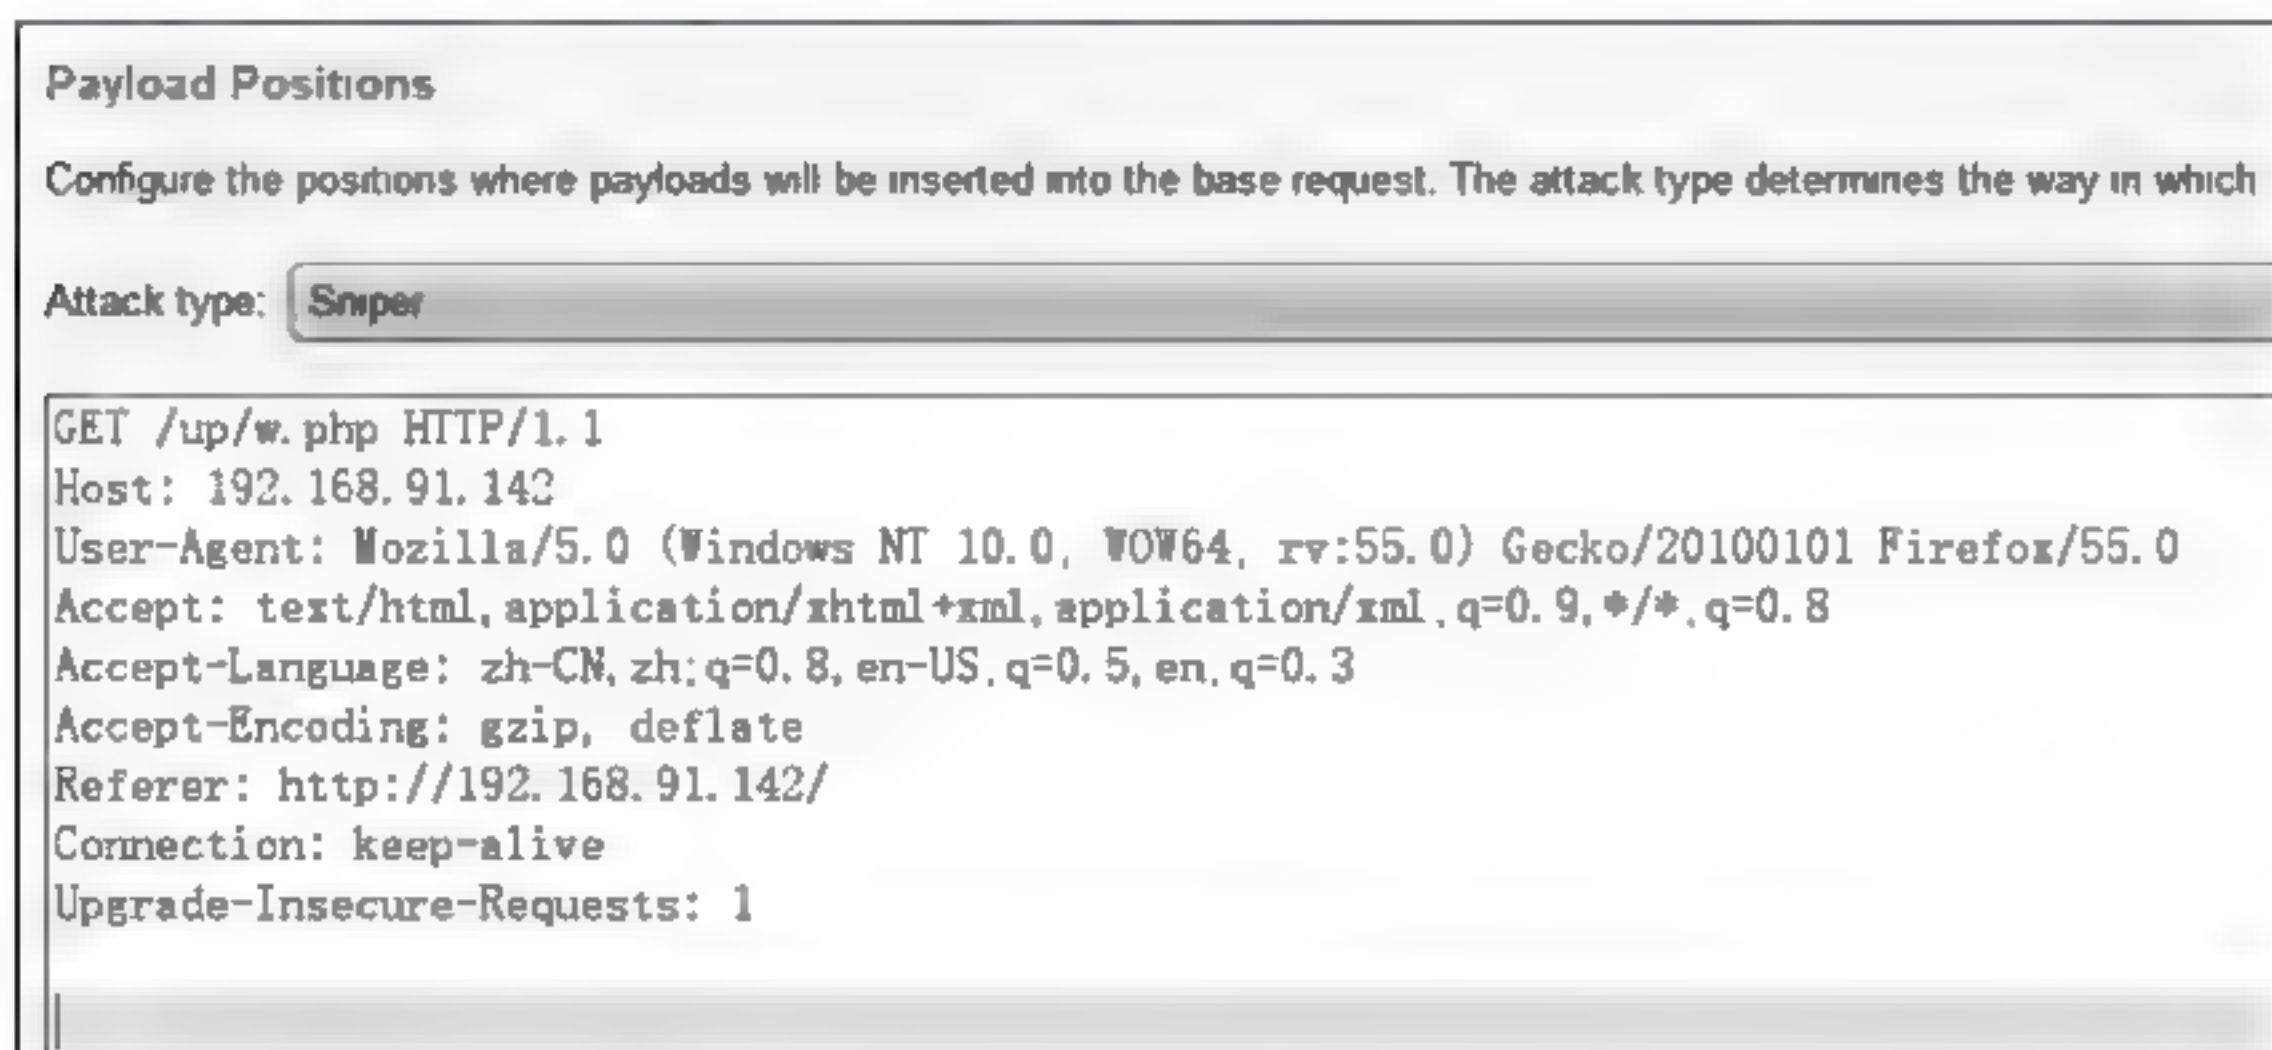 Payload Positions
Configure the positions where payloads will be inserted into the base request. The attack type determines the way in which
Attack type: Sniper
GET /up/w.php HTTP/1.1
Host: 192.168.91.142
User-Agent: Mozilla/5.0 (Windows NT 10.0, WOW64, rv:55.0) Gecko/20100101 Firefox/55.0
Accept: text/html,application/xhtml+xml,application/xml,q=0.9,*/*,q=0.8
Accept-Language: zh-CN,zh;q=0.8,en-US,q=0.5,en,q=0.3
Accept-Encoding: gzip, deflate
Referer: http://192.168.91.142/
Connection: keep-alive
Upgrade-Insecure-Requests: 1